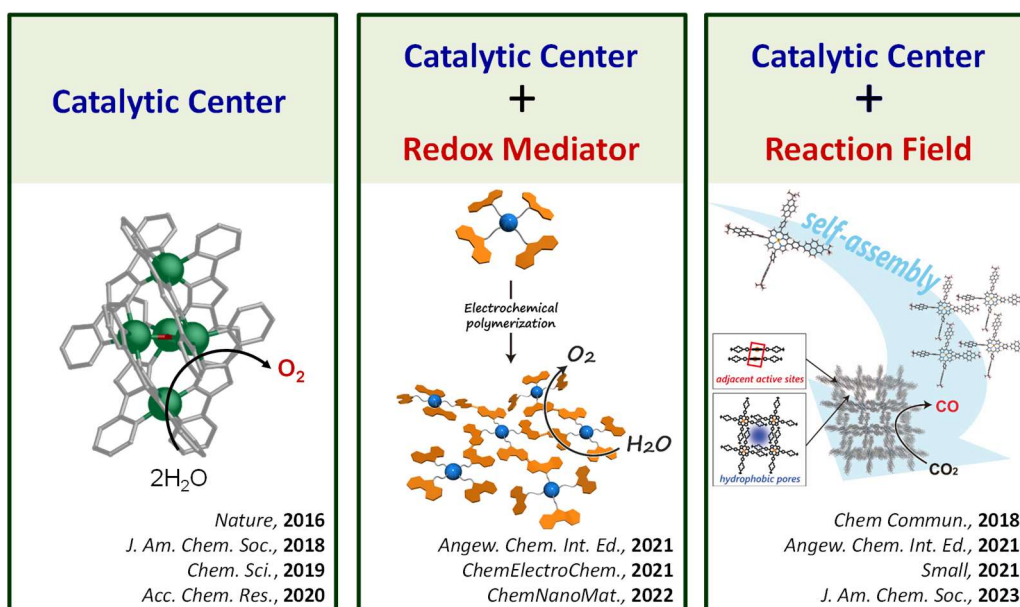 Catalytic Center
O₂
2H₂O
Nature, 2016
J. Am. Chem. Soc., 2018
Chem. Sci., 2019
Acc. Chem. Res., 2020
Catalytic Center
+
Redox Mediator
Electrochemical
polymerization
O₂
H₂O
Angew. Chem. Int. Ed., 2021
ChemElectroChem., 2021
ChemNanoMat., 2022
Catalytic Center
+
Reaction Field
self-assembly
adjacent active sites
hydrophobic pores
CO
CO₂
Chem Commun., 2018
Angew. Chem. Int. Ed., 2021
Small, 2021
J. Am. Chem. Soc., 2023